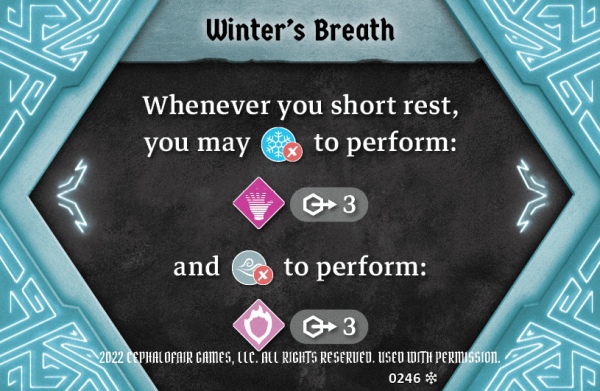 Winter's Breath
Whenever you short rest,
you may to perform:
3
and to perform:
3
2022 CEPHALOFAIR GAMES, LLC. ALL RIGHTS RESERVED. USED WITH PERMISSION.
0246